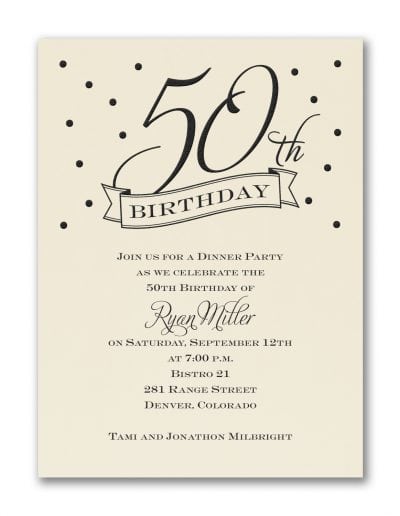 50th
BIRTHDAY
Join us for a Dinner Party
as we celebrate the
50th Birthday of
Ryan Miller
on Saturday, September 12th
at 7:00 p.m.
Bistro 21
281 Range Street
Denver, Colorado
Tami and Jonathon Milbright